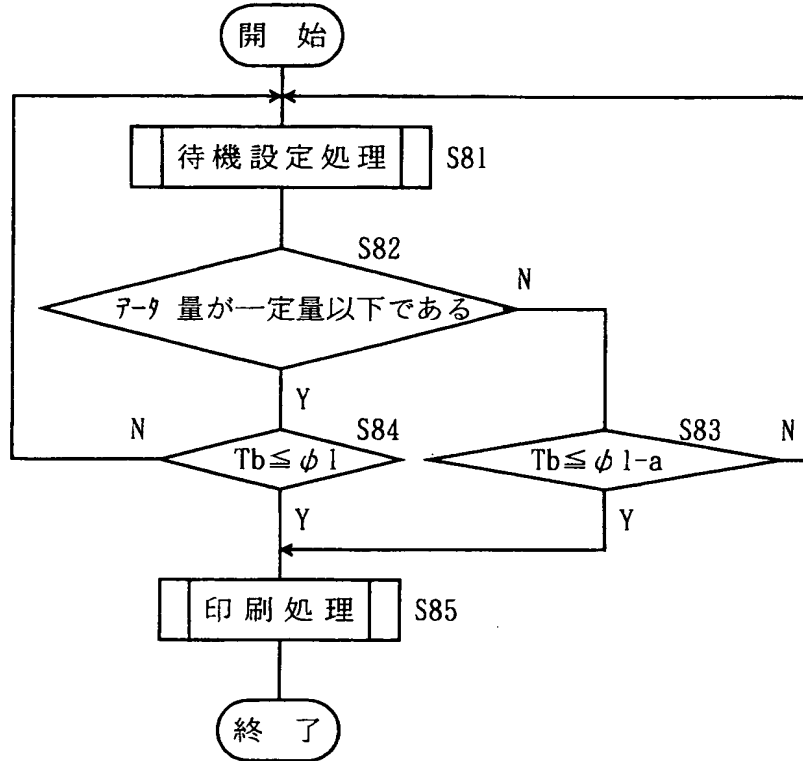 開 始
待機設定処理 S81
S82
N
データ 量が一定量以下である
Y
N
S84
S83
N
Tb≦φ1
Tb≦φ1-a
Y
Y
印刷処理 S85
終 了